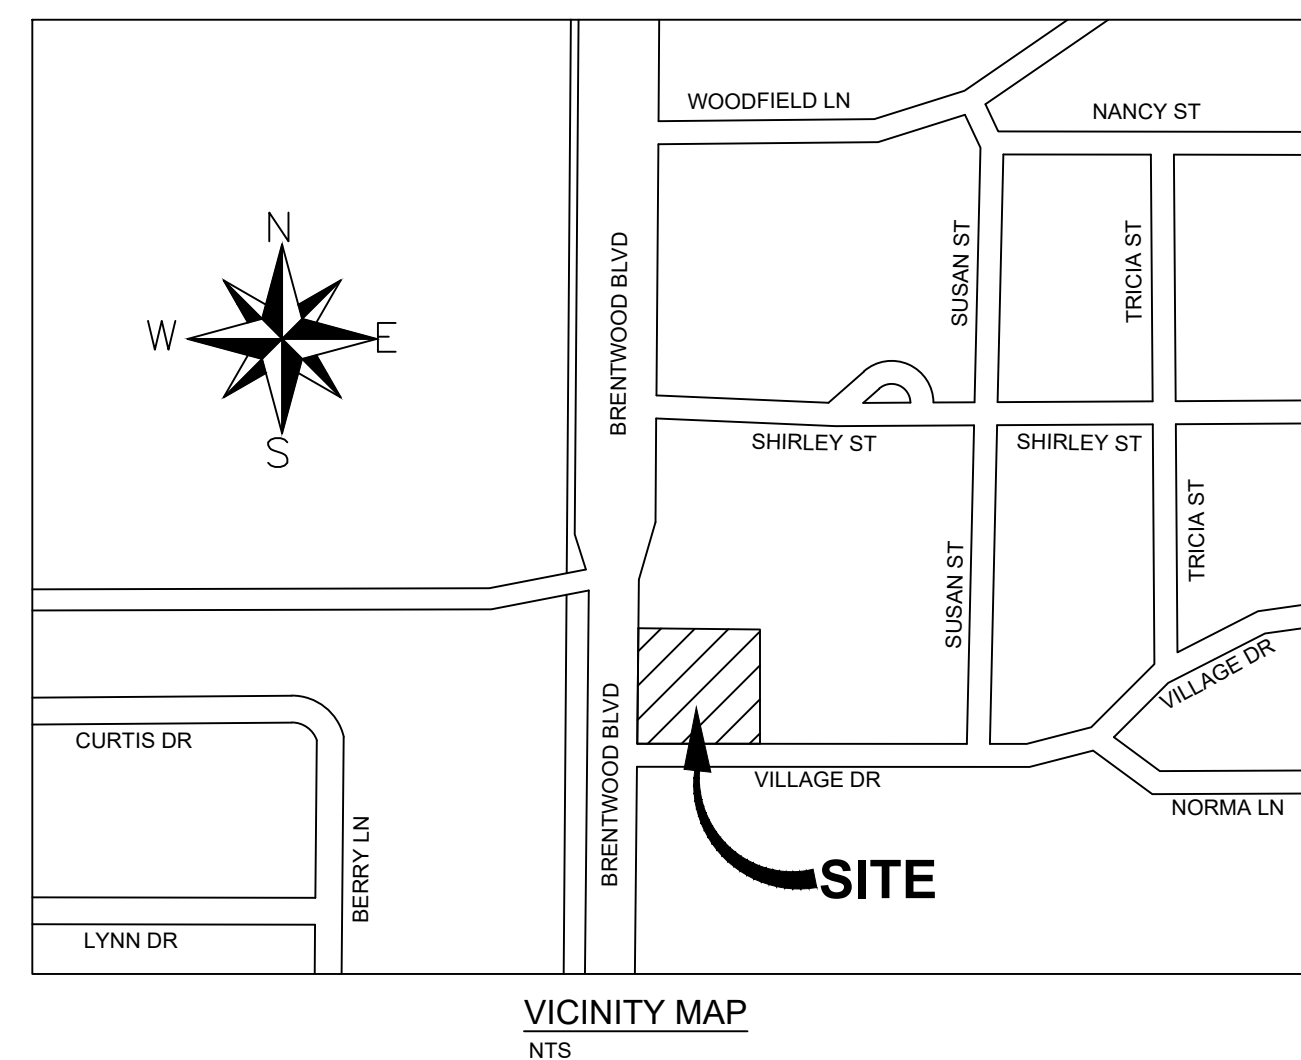 WOODFIELD LN
NANCY ST
N
W
E
S
BRENTWOOD BLVD
SUSAN ST
TRICIA ST
SHIRLEY ST
SHIRLEY ST
TRICIA ST
SUSAN ST
VILLAGE DR
BRENTWOOD BLVD
CURTIS DR
VILLAGE DR
NORMA LN
BERRY LN
SITE
LYNN DR
VICINITY MAP
NTS